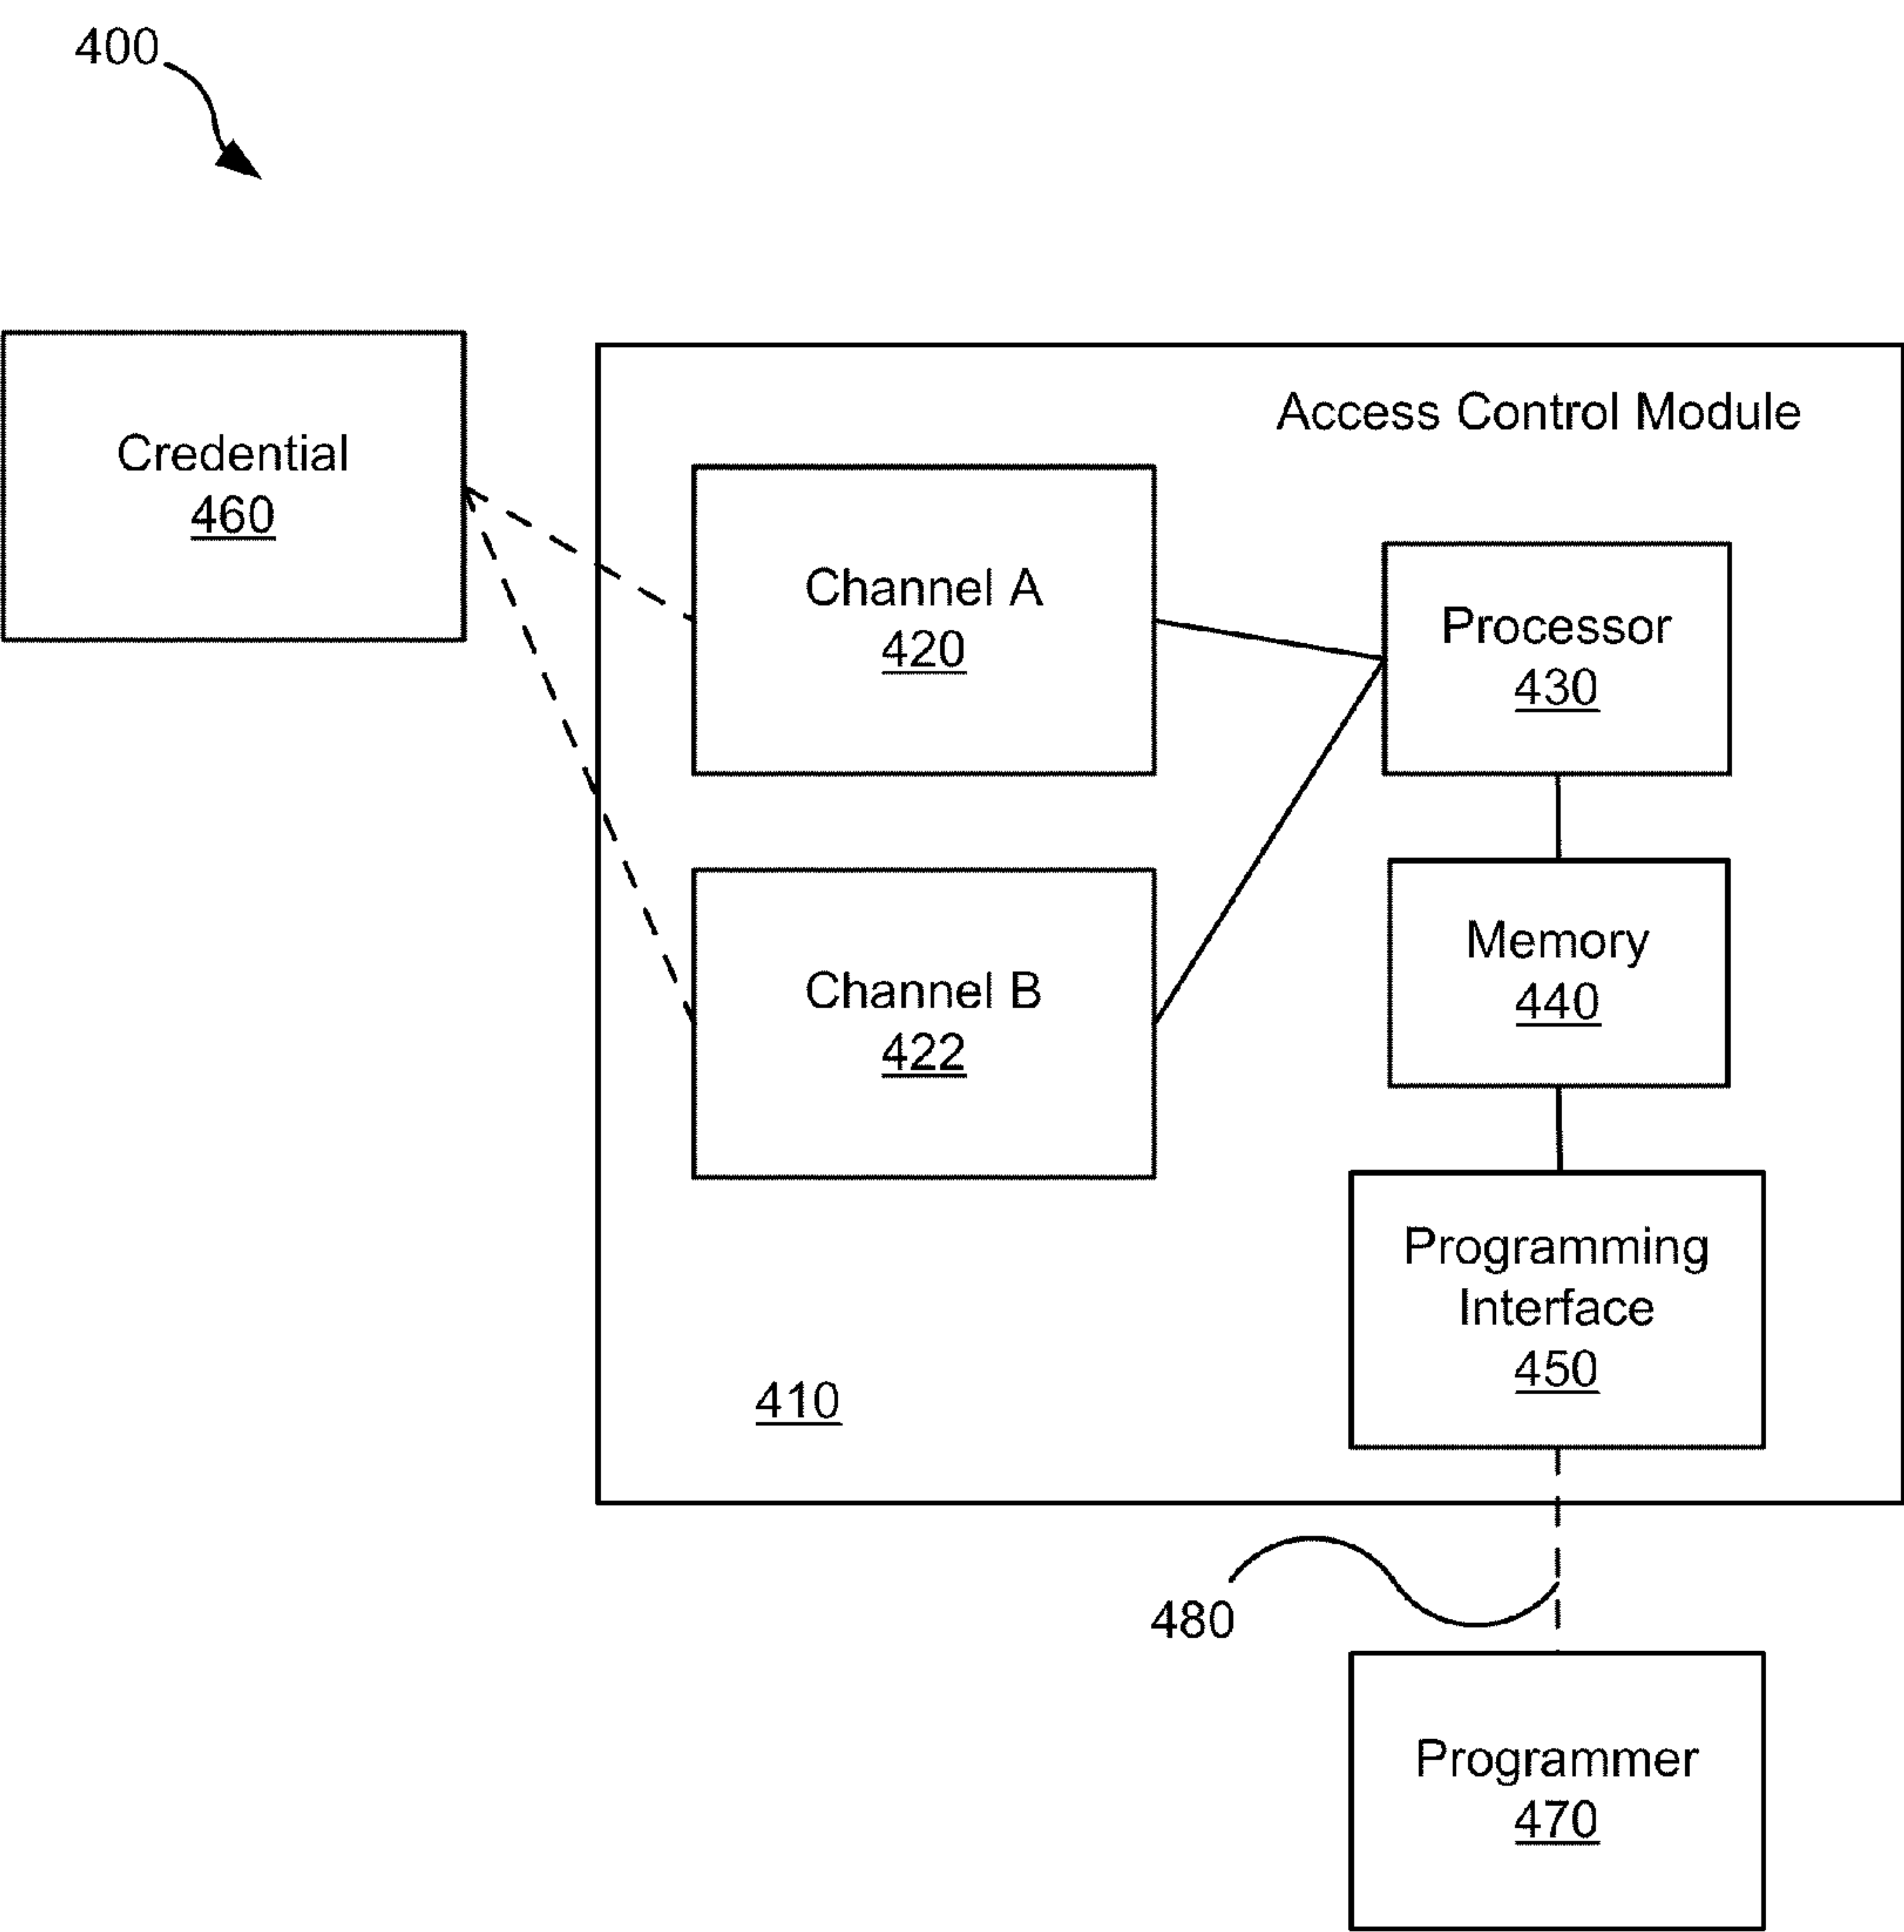 400
Credential
460
Access Control Module
Channel A
420
Processor
430
Memory
440
Channel B
422
Programming
Interface
450
410
480
Programmer
470